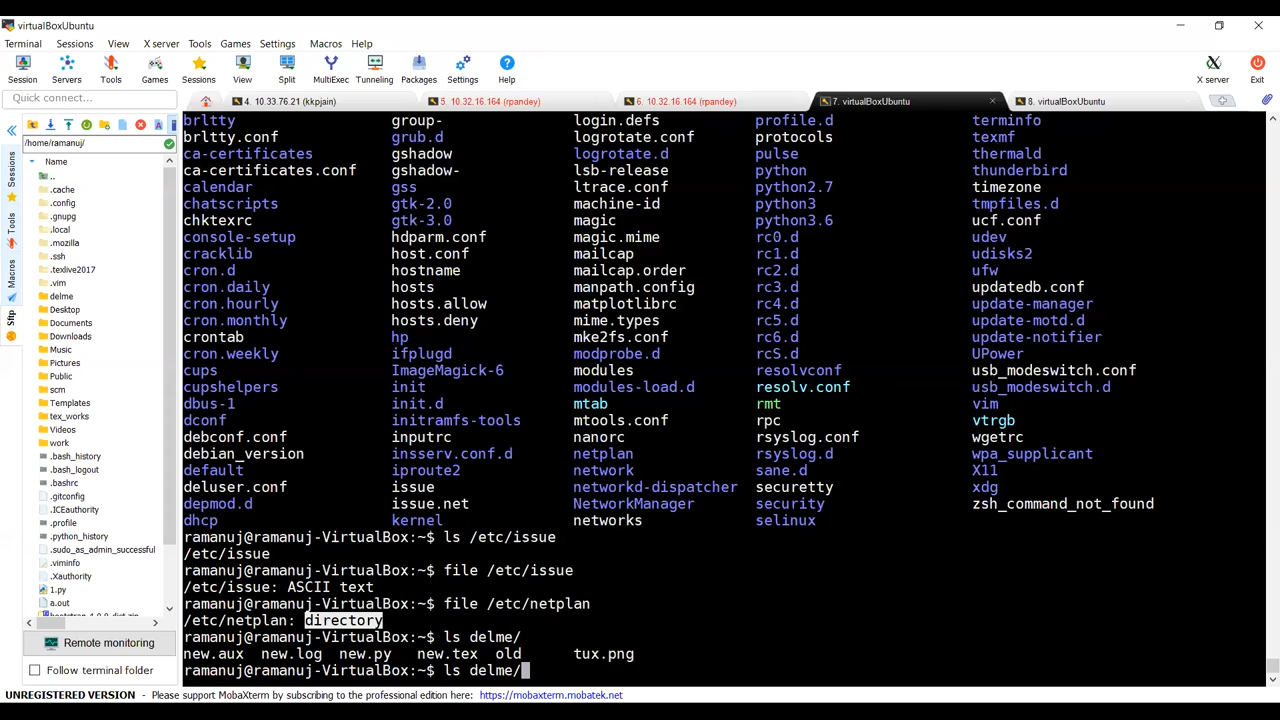 virtualBoxUbuntu
Terminal Sessions View X server Tools Games Settings Macros Help
Session Servers Tools Games Sessions View Split MultiExec Tunneling Packages Settings Help X server Exit
Quick connect...
4. 10.33.76.21 (kkpjain) 5. 10.32.16.164 (rpandey) 6. 10.32.16.164 (rpandey) 7. virtualBoxUbuntu 8. virtualBoxUbuntu
Sessions
Tools
Macros
Sftp
/home/ramanuj/
Name
..
.cache
.config
.gnupg
.local
.mozilla
.ssh
.texlive2017
.vim
delme
Desktop
Documents
Downloads
Music
Pictures
Public
scm
Templates
tex_works
Videos
work
.bash_history
.bash_logout
.bashrc
.gitconfig
.ICEauthority
.profile
.python_history
.sudo_as_admin_successful
.viminfo
.Xauthority
1.py
a.out
Remote monitoring
Follow terminal folder
brltty group- login.defs profile.d terminfo
brltty.conf grub.d logrotate.conf protocols texmf
ca-certificates gshadow logrotate.d pulse thermald
ca-certificates.conf gshadow- lsb-release python thunderbird
calendar gss ltrace.conf python2.7 timezone
chatscripts gtk-2.0 machine-id python3 tmpfiles.d
chktexrc gtk-3.0 magic python3.6 ucf.conf
console-setup hdparm.conf magic.mime rc0.d udev
cracklib host.conf mailcap rc1.d udisks2
cron.d hostname mailcap.order rc2.d ufw
cron.daily hosts manpath.config rc3.d updatedb.conf
cron.hourly hosts.allow matplotlibrc rc4.d update-manager
cron.monthly hosts.deny mime.types rc5.d update-motd.d
crontab hp mke2fs.conf rc6.d update-notifier
cron.weekly ifplugd modprobe.d rcS.d UPower
cups ImageMagick-6 modules resolvconf usb_modeswitch.conf
cupshelpers init modules-load.d resolv.conf usb_modeswitch.d
dbus-1 init.d mtab rmt vim
dconf initramfs-tools mtools.conf rpc vtrgb
debconf.conf inputrc nanorc rsyslog.conf wgetrc
debian_version insserv.conf.d netplan rsyslog.d wpa_supplicant
default iproute2 network sane.d X11
deluser.conf issue networkd-dispatcher securetty xdg
depmod.d issue.net NetworkManager security zsh_command_not_found
dhcp kernel networks selinux
ramanuj@ramanuj-VirtualBox:~$ ls /etc/issue
/etc/issue
ramanuj@ramanuj-VirtualBox:~$ file /etc/issue
/etc/issue: ASCII text
ramanuj@ramanuj-VirtualBox:~$ file /etc/netplan
/etc/netplan: directory
ramanuj@ramanuj-VirtualBox:~$ ls delme/
new.aux new.log new.py new.tex old tux.png
ramanuj@ramanuj-VirtualBox:~$ ls delme/
UNREGISTERED VERSION - Please support MobaXterm by subscribing to the professional edition here: https://mobaxterm.mobatek.net